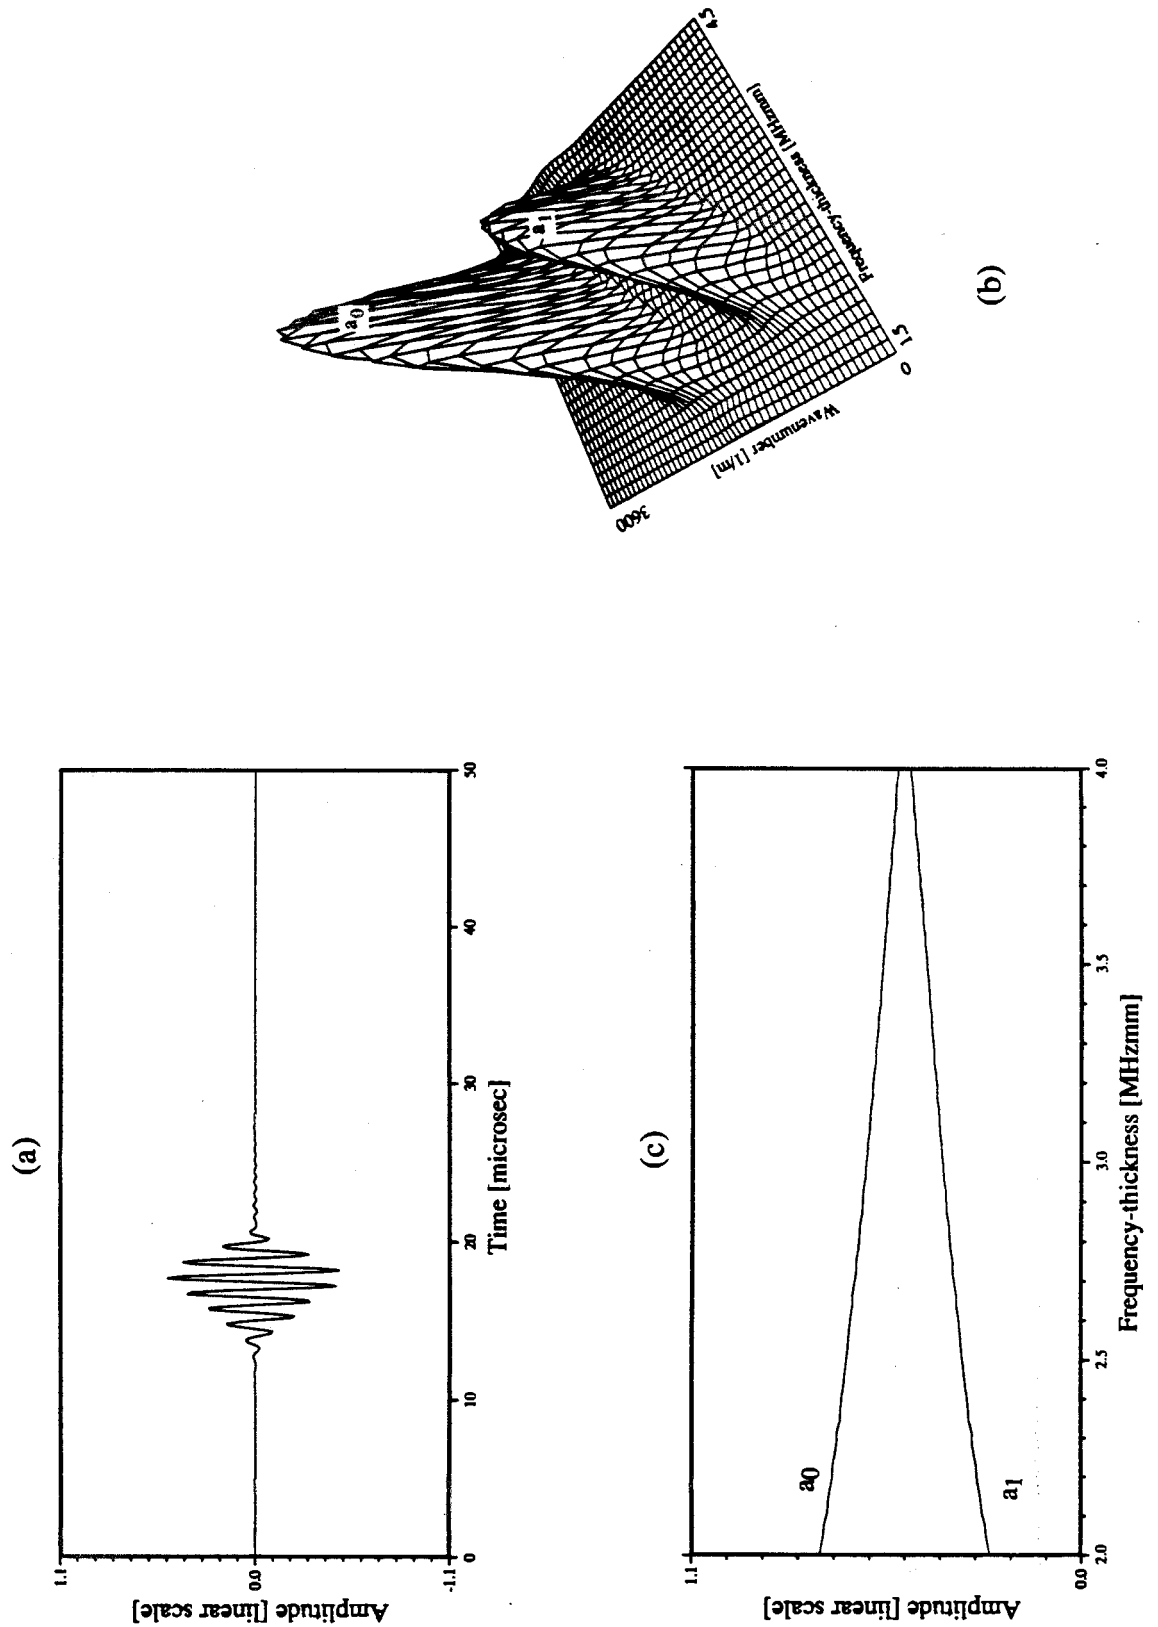 (a)
1.1
0.0
-1.1
Amplitude [linear scale]
0
10
20
30
40
50
Time [microsec]
a0
a1
3600
Wavenumber [1/m]
0
1.5
Frequency-thickness [MHzmm]
4.5
(b)
(c)
1.1
0.0
Amplitude [linear scale]
a0
a1
2.0
2.5
3.0
3.5
4.0
Frequency-thickness [MHzmm]